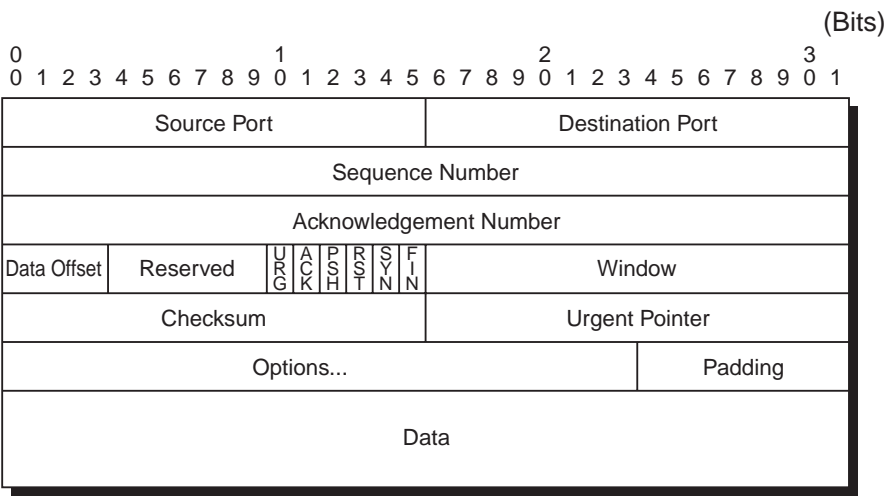 (Bits)
0 1 2 3
0 1 2 3 4 5 6 7 8 9 0 1 2 3 4 5 6 7 8 9 0 1 2 3 4 5 6 7 8 9 0 1
Source Port Destination Port
Sequence Number
Acknowledgement Number
Data Offset Reserved URG ACK PSH RST SYN FIN Window
Checksum Urgent Pointer
Options... Padding
Data